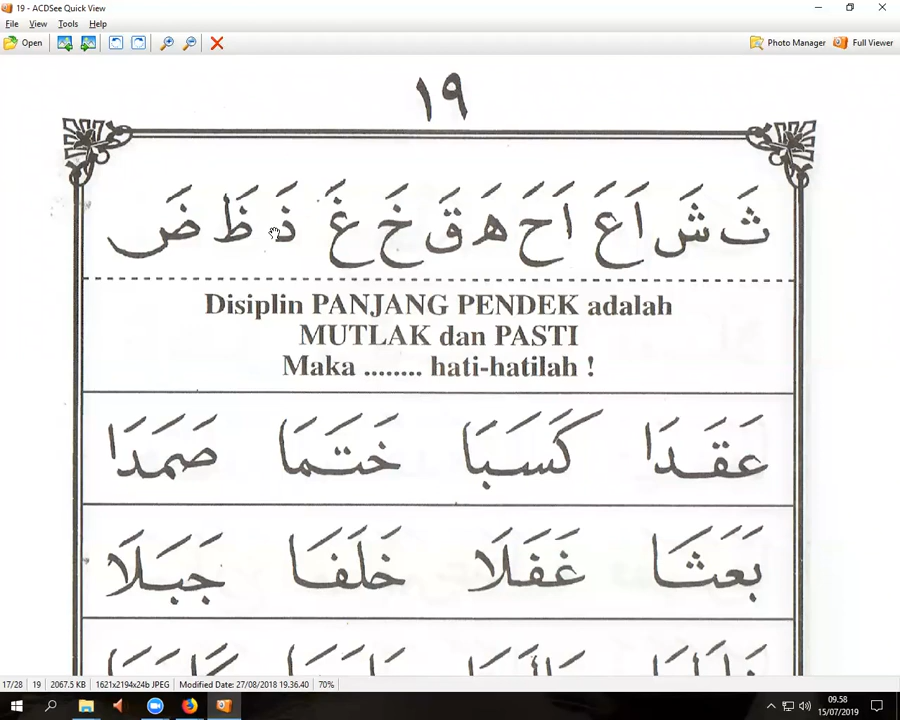 19 - ACDSee Quick View
File View Tools Help
Open Photo Manager Full Viewer
١٩
ثَ شَ اَ عَ اَ حَ هَ قَ خَ غَ ذَ ظَ ضَ
Disiplin PANJANG PENDEK adalah
MUTLAK dan PASTI
Maka ........ hati-hatilah !
عَقَدَا كَسَبَا خَتَمَا صَمَدَا
بَعَثَا غَفَلَا خَلَفَا جَبَلَا
17/28 19 2067.5 KB 1621x2194x24b JPEG Modified Date: 27/08/2018 19.36.40 70%
09.58
15/07/2019